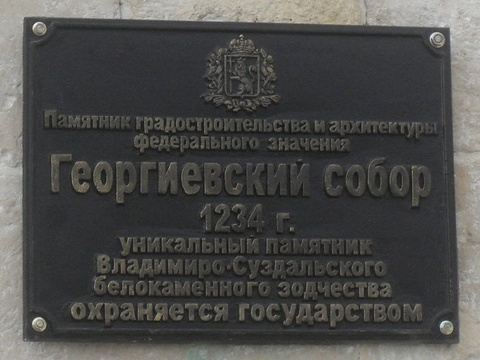 Памятник градостроительства и архитектуры
федерального значения
Георгиевский собор
1234 г.
уникальный памятник
Владимиро-Суздальского
белокаменного зодчества
охраняется государством